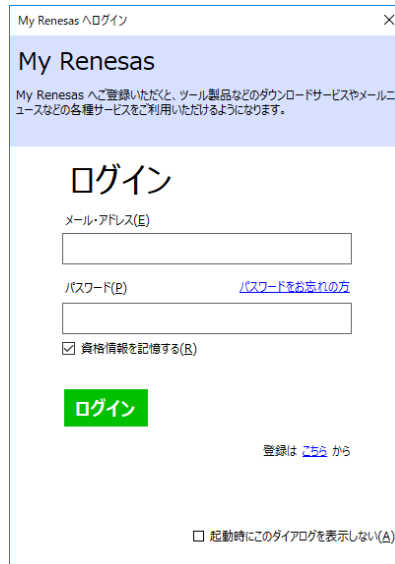 My Renesas へログイン
My Renesas
My Renesas へご登録いただくと、ツール製品などのダウンロードサービスやメールニ
ュースなどの各種サービスをご利用いただけるようになります。
ログイン
メール・アドレス(E)
パスワード(P) パスワードをお忘れの方
資格情報を記憶する(R)
ログイン
登録は こちら から
起動時にこのダイアログを表示しない(A)